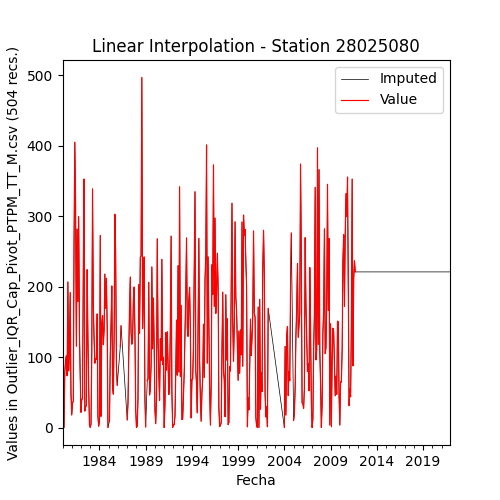 Linear Interpolation - Station 28025080
Imputed
Value
500
400
300
200
100
0
Values in Outlier_IQR_Cap_Pivot_PTPM_TT_M.csv (504 recs.)
1984 1989 1994 1999 2004 2009 2014 2019
Fecha